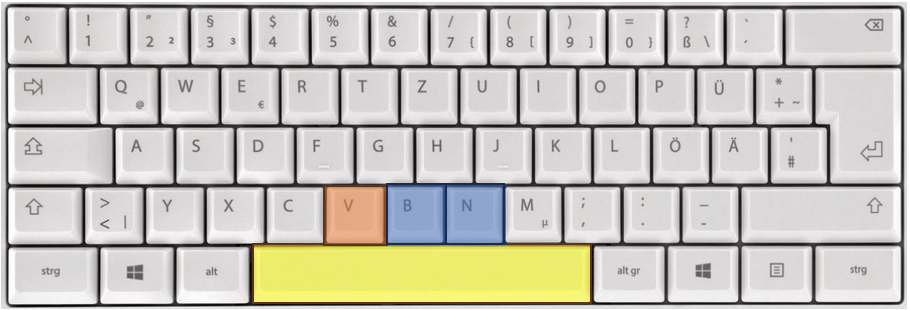 ° ! " § $ % & / ( ) = ? `
^ 1 2 ² 3 ³ 4 5 6 7 { 8 [ 9 ] 0 } ß \ ´
Q @ W E € R T Z U I O P Ü * + ~
A S D F G H J K L Ö Ä ' #
> < | Y X C V B N M µ ; , : . _ -
strg alt alt gr strg